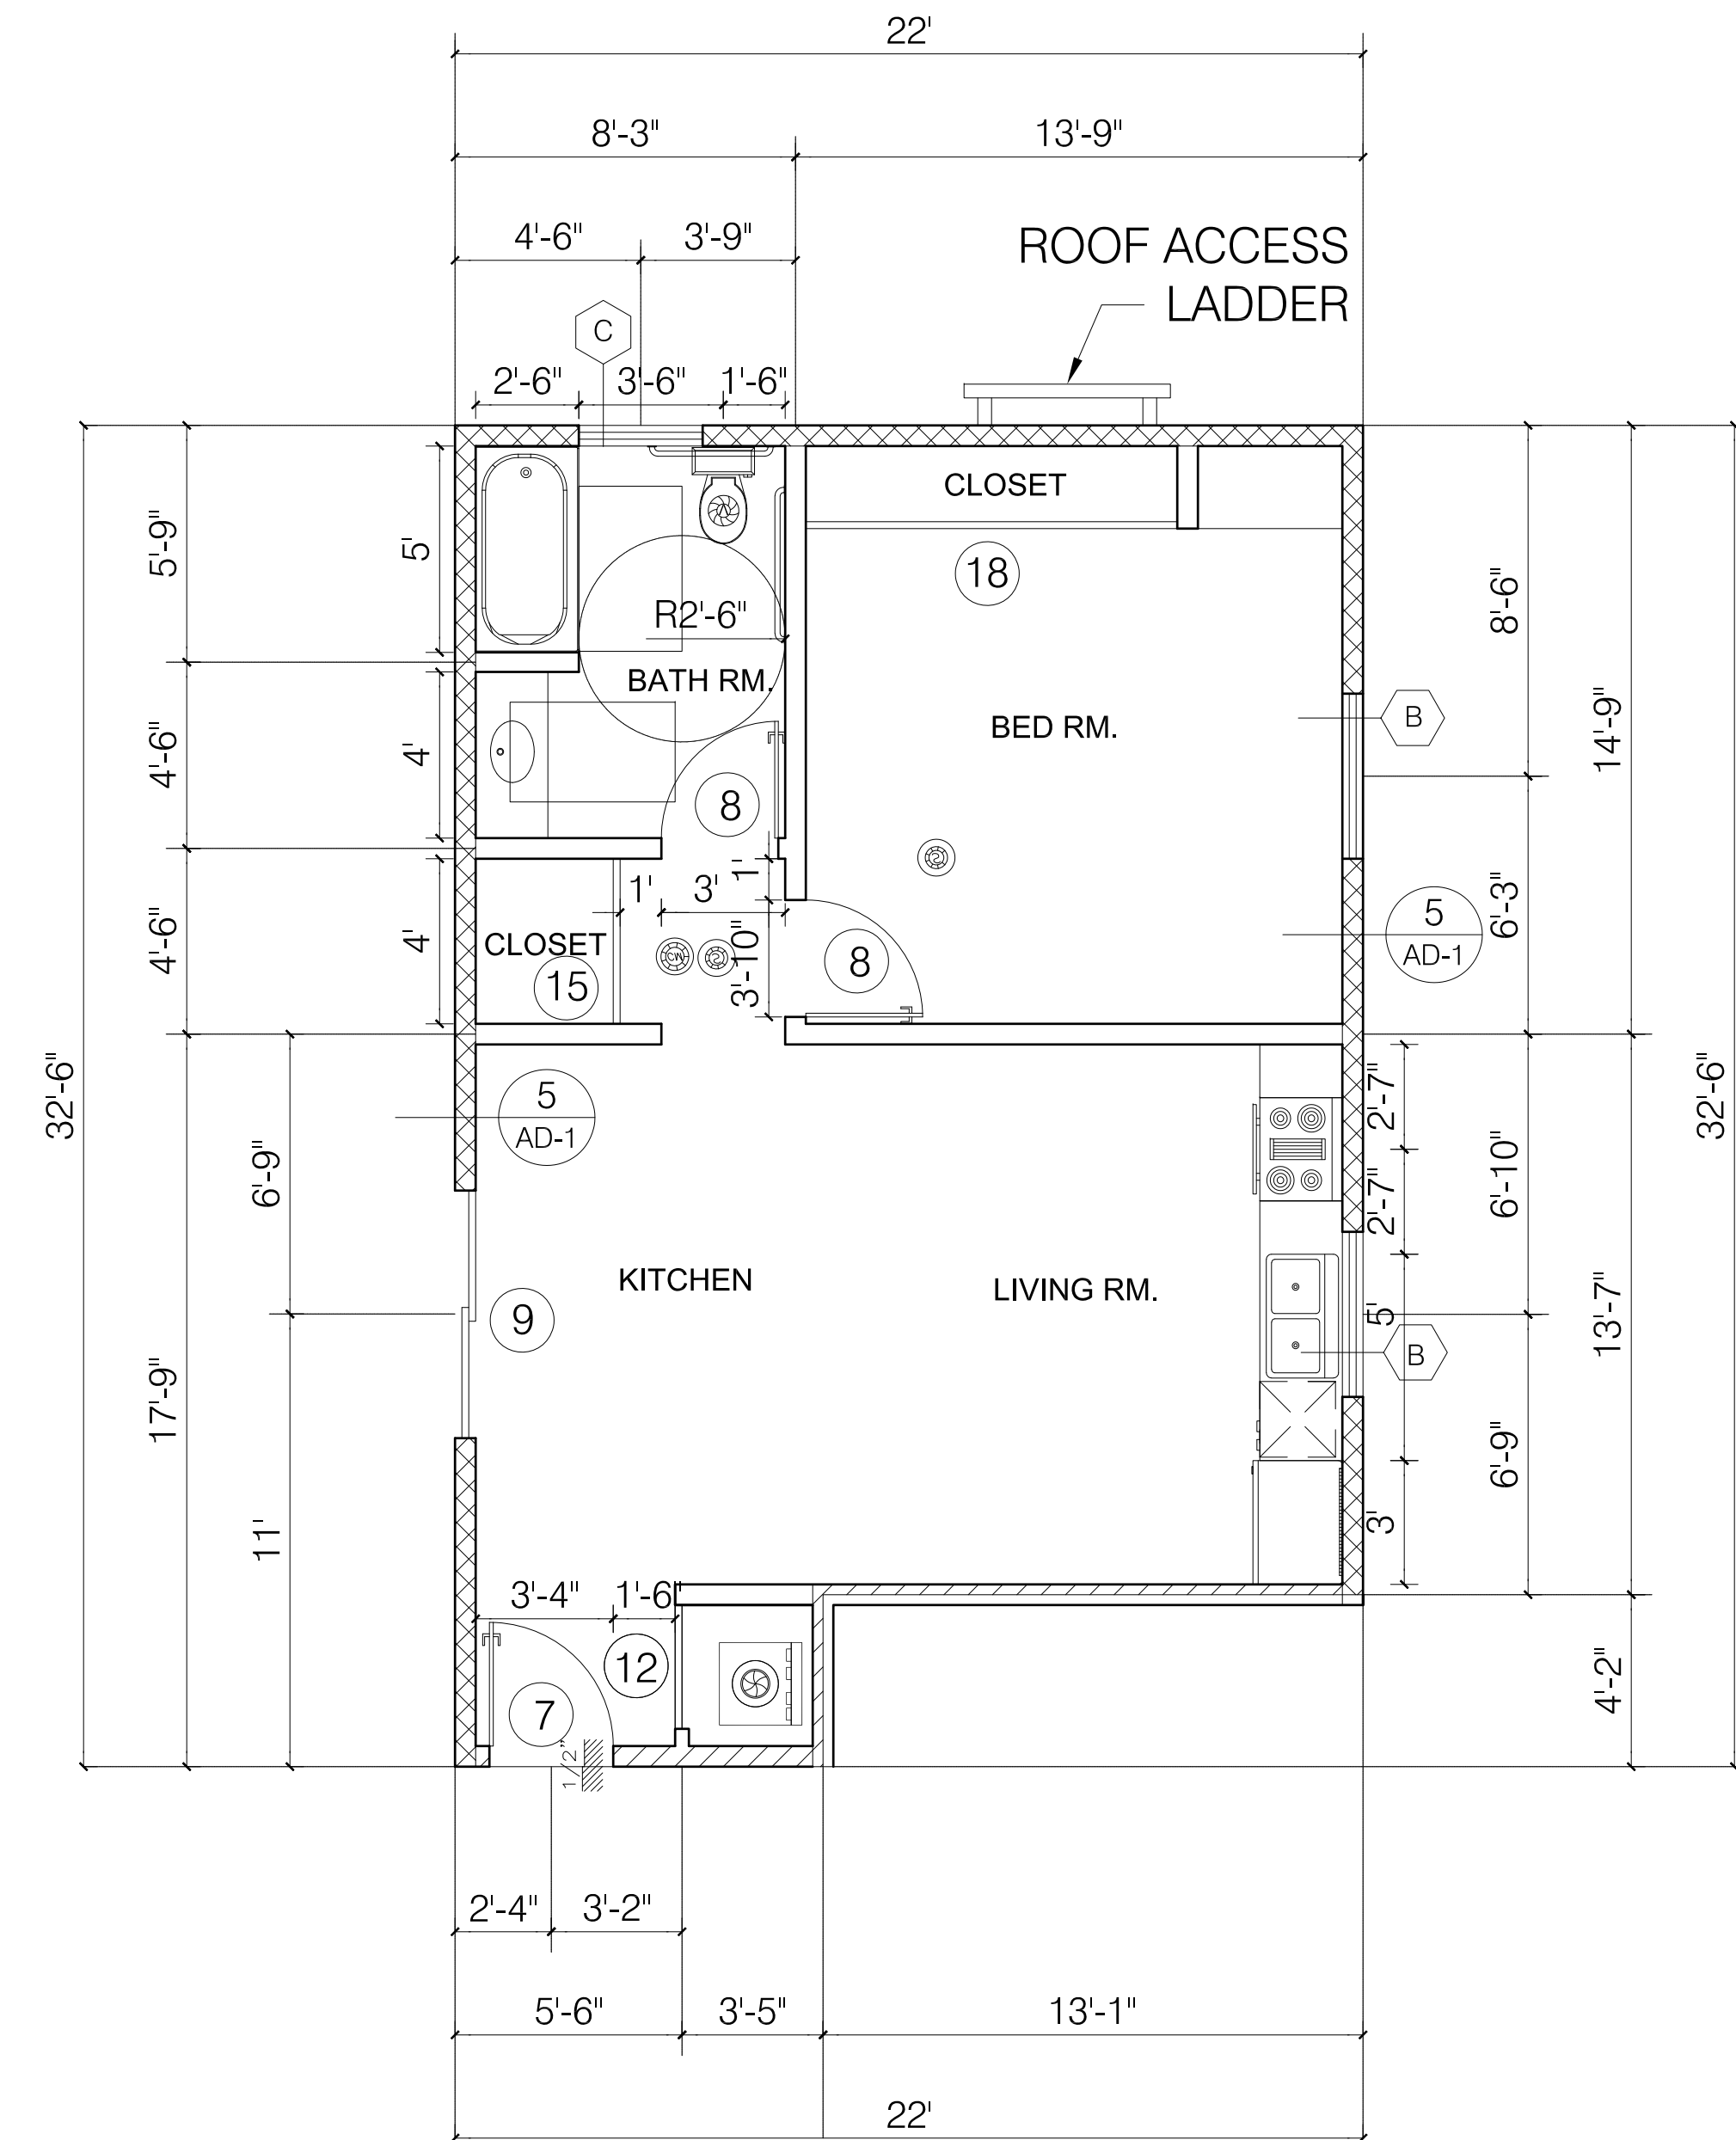 22'
8'-3" 13'-9"
4'-6" 3'-9"
ROOF ACCESS
LADDER
C
2'-6" 3'-6" 1'-6"
CLOSET
5'-9"
5'
18
8'-6"
R2'-6"
BATH RM.
BED RM.
B
14'-9"
4'-6"
4'
8
1'
1' 3'
4'-6"
4'
CLOSET
15
CM
S
S
3'-10"
8
6'-3"
5
AD-1
32'-6"
32'-6"
5
AD-1
2'-7"
6'-9"
2'-7"
6'-10"
KITCHEN
LIVING RM.
9
5'
B
13'-7"
17'-9"
6'-9"
11'
3'
3'-4" 1'-6"
12
7
1/2"
4'-2"
2'-4" 3'-2"
5'-6" 3'-5" 13'-1"
22'